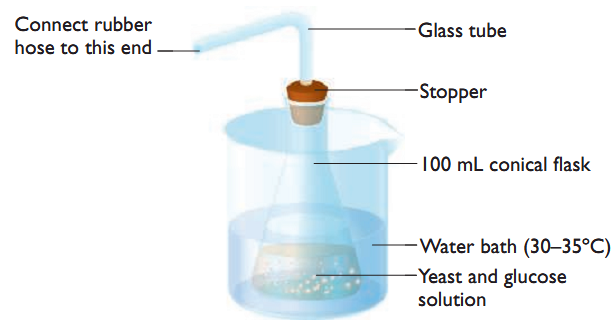 Connect rubber
hose to this end
Glass tube
Stopper
100 mL conical flask
Water bath (30–35°C)
Yeast and glucose
solution